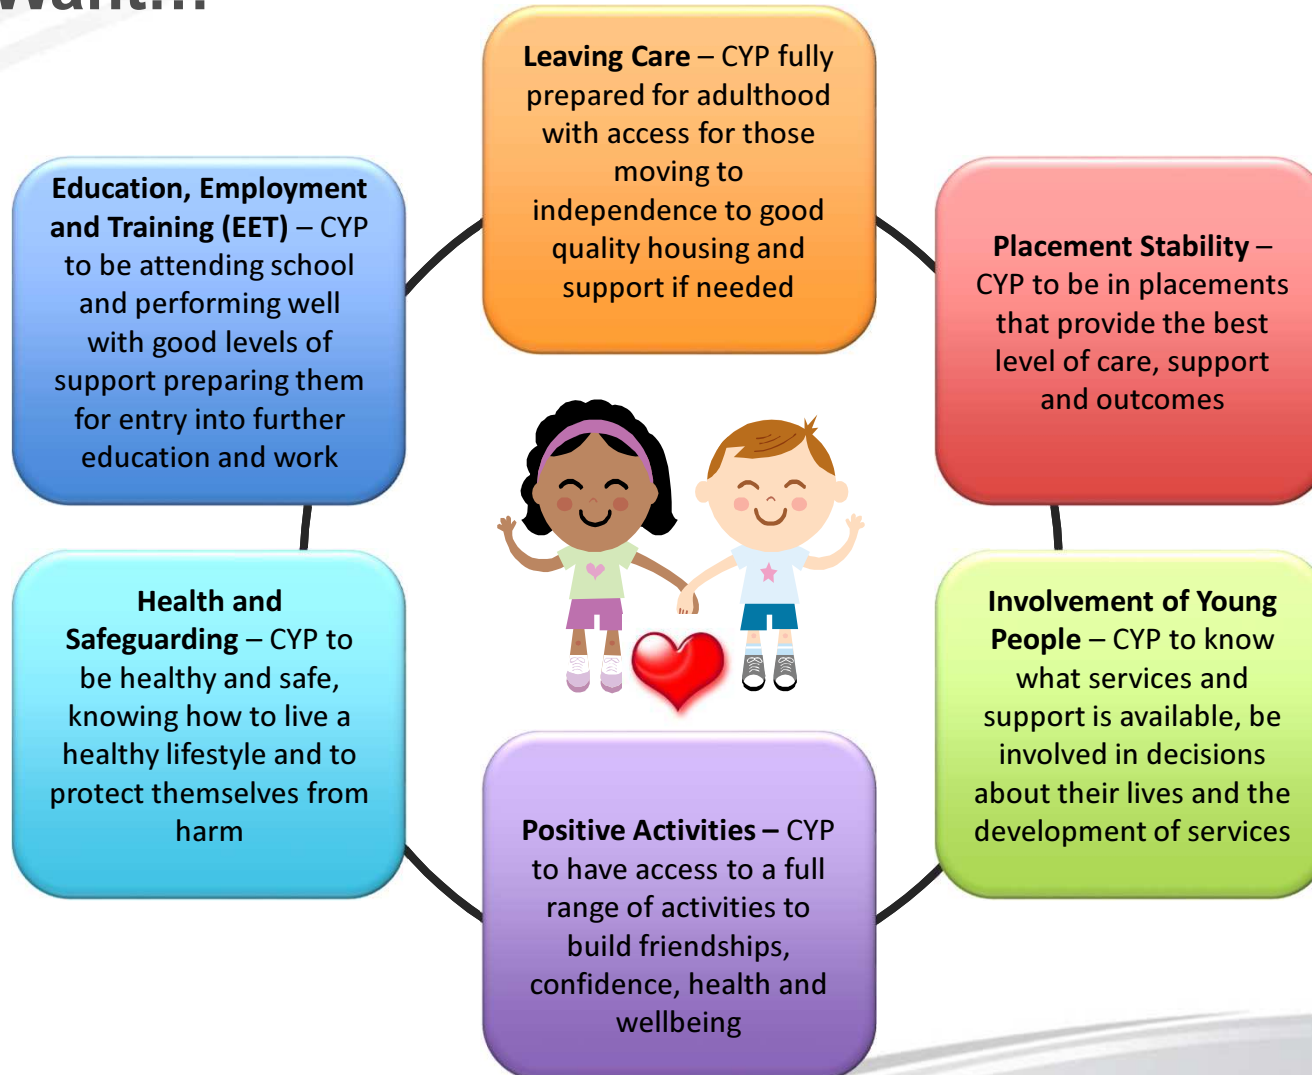 Want...
Leaving Care – CYP fully
prepared for adulthood
with access for those
moving to
independence to good
quality housing and
support if needed
Education, Employment
and Training (EET) – CYP
to be attending school
and performing well
with good levels of
support preparing them
for entry into further
education and work
Placement Stability –
CYP to be in placements
that provide the best
level of care, support
and outcomes
Health and
Safeguarding – CYP to
be healthy and safe,
knowing how to live a
healthy lifestyle and to
protect themselves from
harm
Involvement of Young
People – CYP to know
what services and
support is available, be
involved in decisions
about their lives and the
development of services
Positive Activities – CYP
to have access to a full
range of activities to
build friendships,
confidence, health and
wellbeing